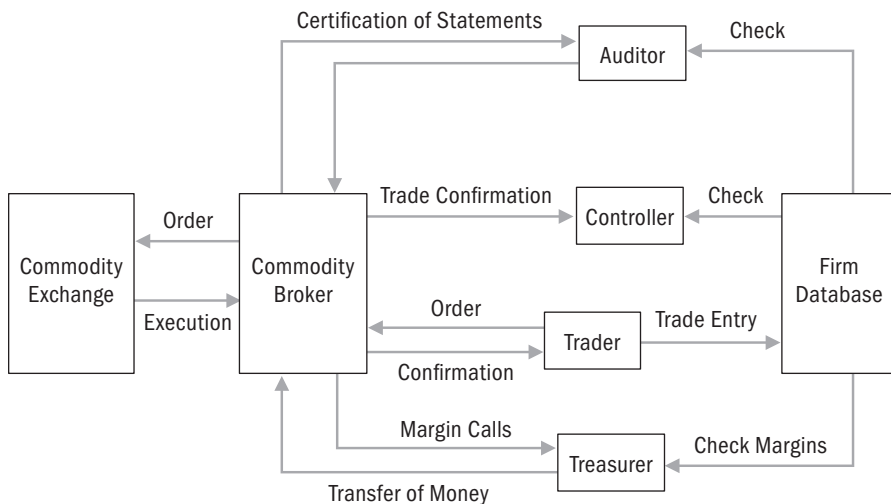 Certification of Statements
Check
Auditor
Trade Confirmation
Check
Controller
Order
Commodity
Exchange
Commodity
Broker
Firm
Database
Execution
Order
Trade Entry
Trader
Confirmation
Margin Calls
Check Margins
Treasurer
Transfer of Money